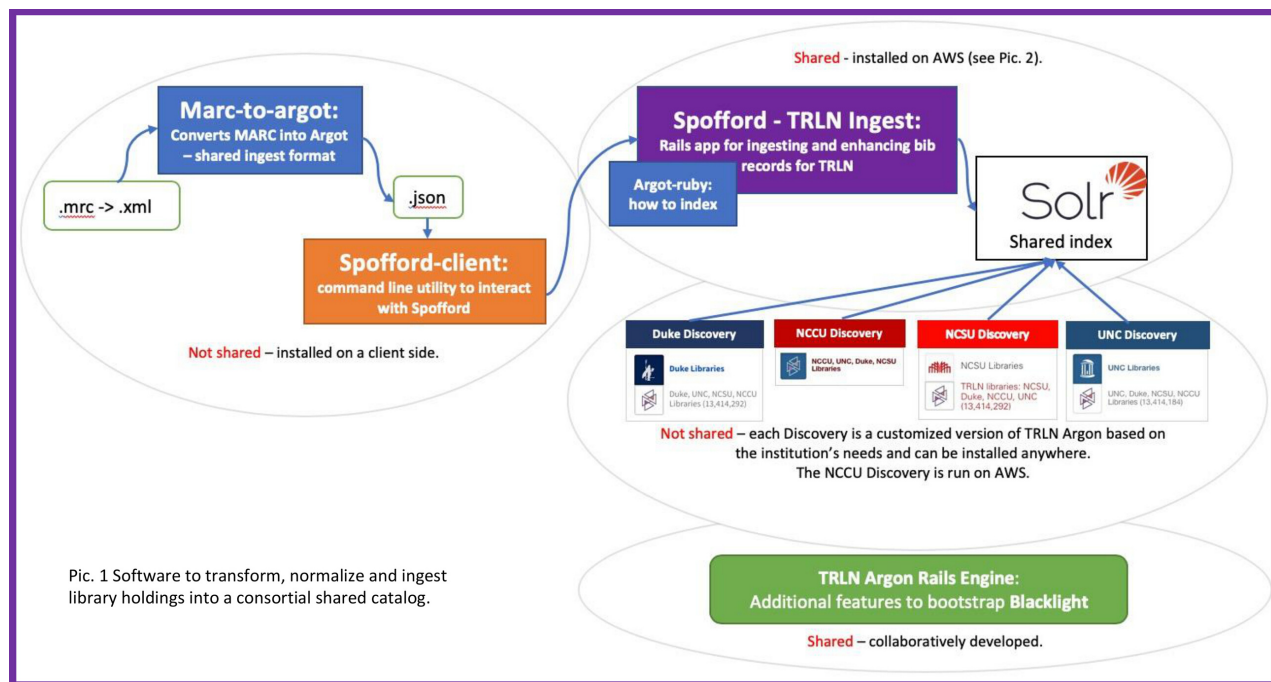 Shared - installed on AWS (see Pic. 2).
Marc-to-argot:
Converts MARC into Argot
– shared ingest format
.mrc -> .xml
.json
Spofford-client:
command line utility to interact
with Spofford
Not shared – installed on a client side.
Spofford - TRLN Ingest:
Rails app for ingesting and enhancing bib
records for TRLN
Argot-ruby:
how to index
Solr
Shared index
Duke Discovery
Duke Libraries
Duke, UNC, NCSU, NCCU
Libraries (13,414,292)
NCCU Discovery
NCCU, UNC, Duke, NCSU
Libraries
NCSU Discovery
NCSU Libraries
TRLN libraries: NCSU,
Duke, NCCU, UNC
(13,414,292)
UNC Discovery
UNC Libraries
UNC, Duke, NCSU, NCCU
Libraries (13,414,184)
Not shared – each Discovery is a customized version of TRLN Argon based on
the institution’s needs and can be installed anywhere.
The NCCU Discovery is run on AWS.
Pic. 1 Software to transform, normalize and ingest
library holdings into a consortial shared catalog.
TRLN Argon Rails Engine:
Additional features to bootstrap Blacklight
Shared – collaboratively developed.